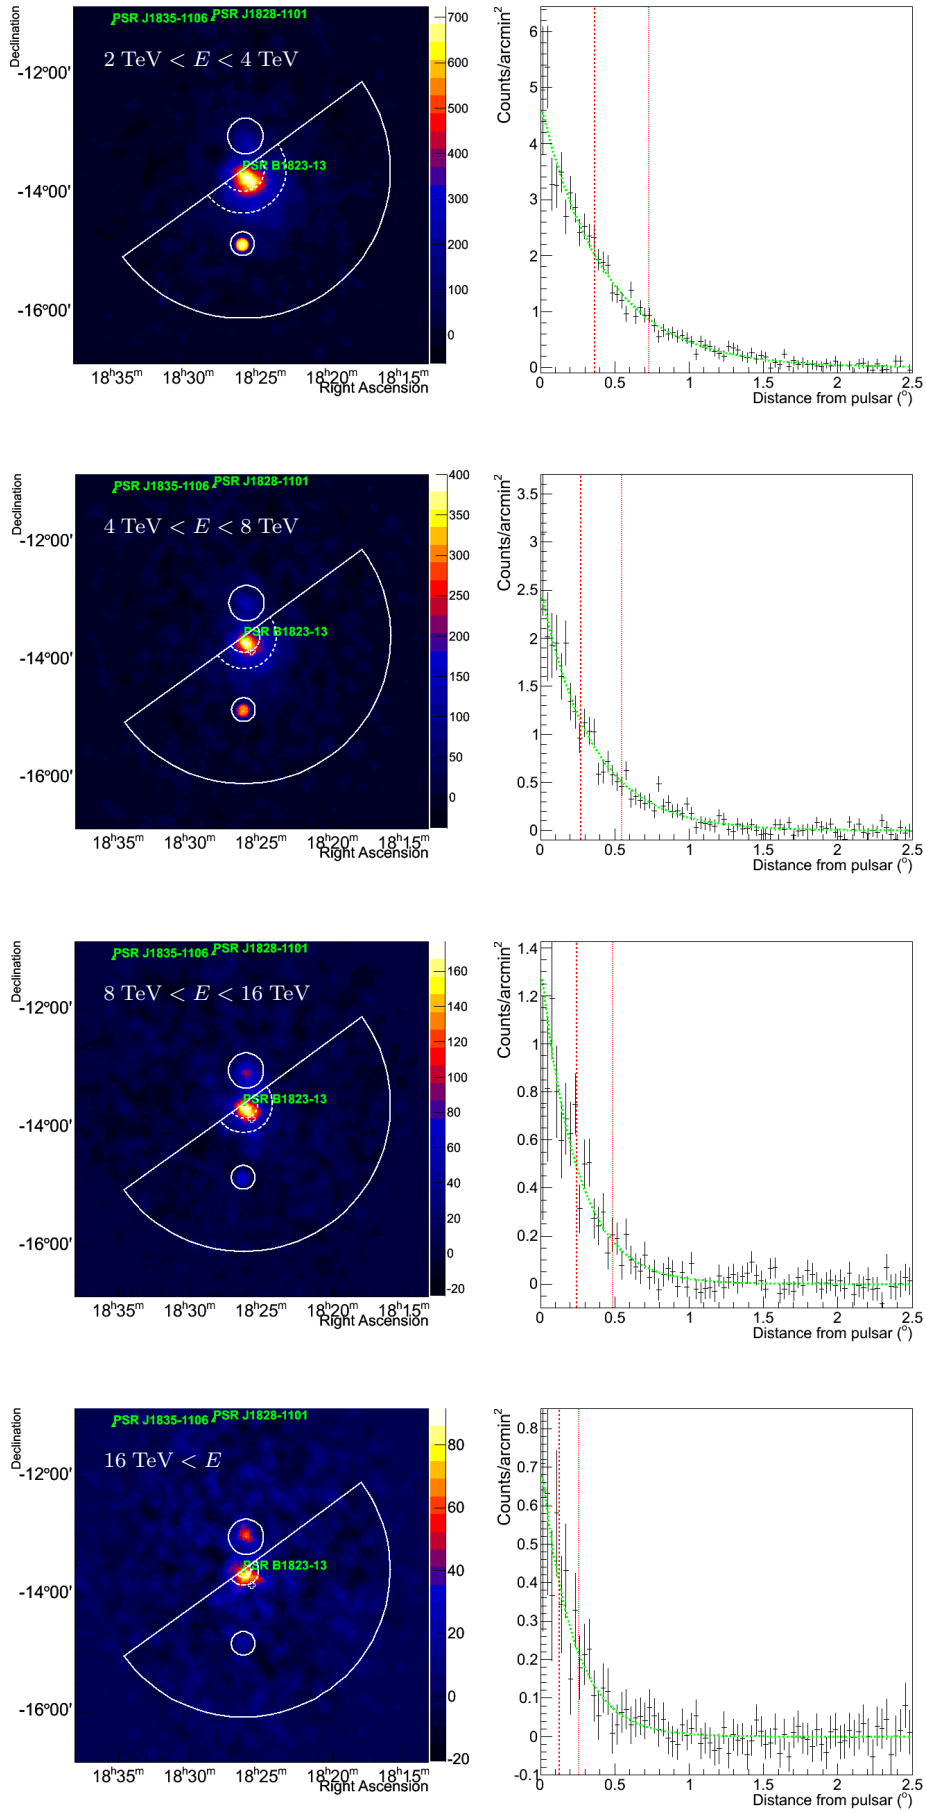 PSR J1835-1106
PSR J1828-1101
2 TeV < E < 4 TeV
PSR B1823-13
Declination
-12°00'
-14°00'
-16°00'
18h35m 18h30m 18h25m 18h20m 18h15m
Right Ascension
700
600
500
400
300
200
100
0
Counts/arcmin²
6
5
4
3
2
1
0
0 0.5 1 1.5 2 2.5
Distance from pulsar (°)
PSR J1835-1106
PSR J1828-1101
4 TeV < E < 8 TeV
PSR B1823-13
Declination
-12°00'
-14°00'
-16°00'
18h35m 18h30m 18h25m 18h20m 18h15m
Right Ascension
400
350
300
250
200
150
100
50
0
Counts/arcmin²
3.5
3
2.5
2
1.5
1
0.5
0
0 0.5 1 1.5 2 2.5
Distance from pulsar (°)
PSR J1835-1106
PSR J1828-1101
8 TeV < E < 16 TeV
PSR B1823-13
Declination
-12°00'
-14°00'
-16°00'
18h35m 18h30m 18h25m 18h20m 18h15m
Right Ascension
160
140
120
100
80
60
40
20
0
-20
Counts/arcmin²
1.4
1.2
1
0.8
0.6
0.4
0.2
0
0 0.5 1 1.5 2 2.5
Distance from pulsar (°)
PSR J1835-1106
PSR J1828-1101
16 TeV < E
PSR B1823-13
Declination
-12°00'
-14°00'
-16°00'
18h35m 18h30m 18h25m 18h20m 18h15m
Right Ascension
80
60
40
20
0
-20
Counts/arcmin²
0.8
0.7
0.6
0.5
0.4
0.3
0.2
0.1
0
-0.1
0 0.5 1 1.5 2 2.5
Distance from pulsar (°)